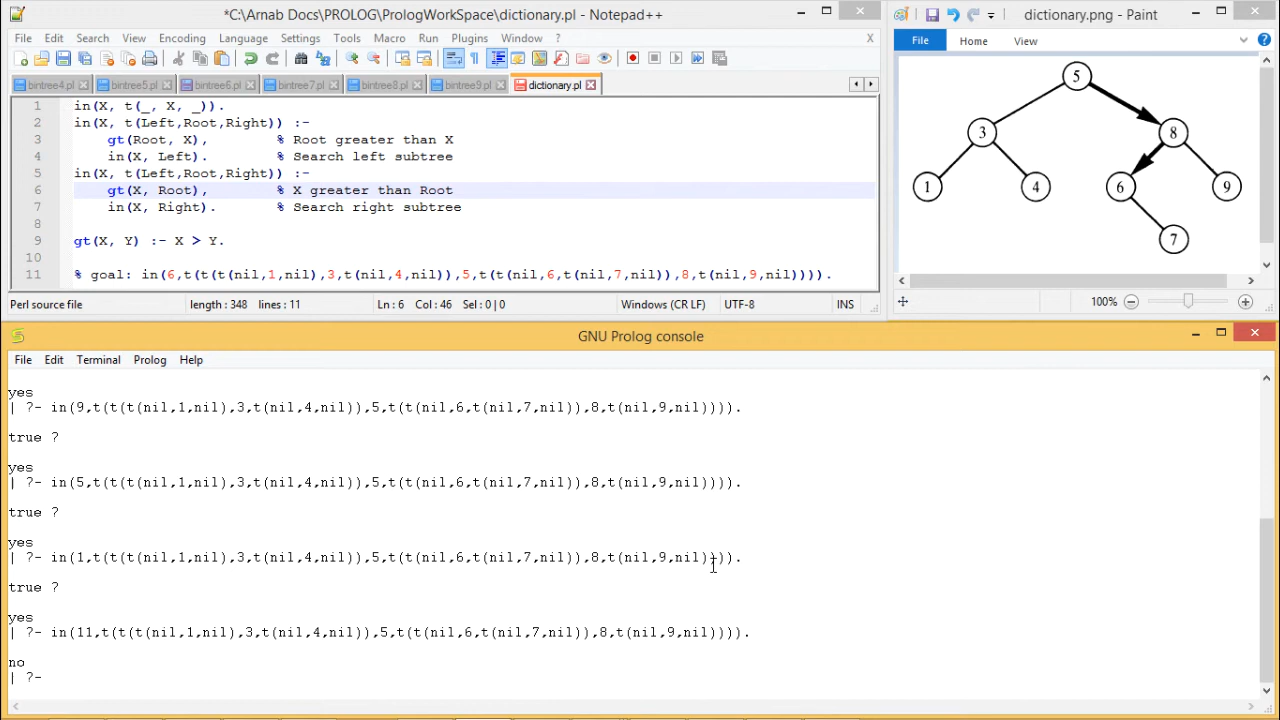 *C:\Arnab Docs\PROLOG\PrologWorkSpace\dictionary.pl - Notepad++
File Edit Search View Encoding Language Settings Tools Macro Run Plugins Window ? X
bintree4.pl bintree5.pl bintree6.pl bintree7.pl bintree8.pl bintree9.pl dictionary.pl
1 in(X, t(_, X, _)).
2 in(X, t(Left,Root,Right)) :-
3 gt(Root, X), % Root greater than X
4 in(X, Left). % Search left subtree
5 in(X, t(Left,Root,Right)) :-
6 gt(X, Root), % X greater than Root
7 in(X, Right). % Search right subtree
8
9 gt(X, Y) :- X > Y.
10
11 % goal: in(6,t(t(t(nil,1,nil),3,t(nil,4,nil)),5,t(t(nil,6,t(nil,7,nil)),8,t(nil,9,nil)))).
Perl source file length : 348 lines : 11 Ln : 6 Col : 46 Sel : 0 | 0 Windows (CR LF) UTF-8 INS
dictionary.png - Paint
File Home View
5
3 8
1 4 6 9
7
100%
GNU Prolog console
File Edit Terminal Prolog Help
yes
| ?- in(9,t(t(t(nil,1,nil),3,t(nil,4,nil)),5,t(t(nil,6,t(nil,7,nil)),8,t(nil,9,nil)))).
true ?
yes
| ?- in(5,t(t(t(nil,1,nil),3,t(nil,4,nil)),5,t(t(nil,6,t(nil,7,nil)),8,t(nil,9,nil)))).
true ?
yes
| ?- in(1,t(t(t(nil,1,nil),3,t(nil,4,nil)),5,t(t(nil,6,t(nil,7,nil)),8,t(nil,9,nil)))).
true ?
yes
| ?- in(11,t(t(t(nil,1,nil),3,t(nil,4,nil)),5,t(t(nil,6,t(nil,7,nil)),8,t(nil,9,nil)))).
no
| ?-